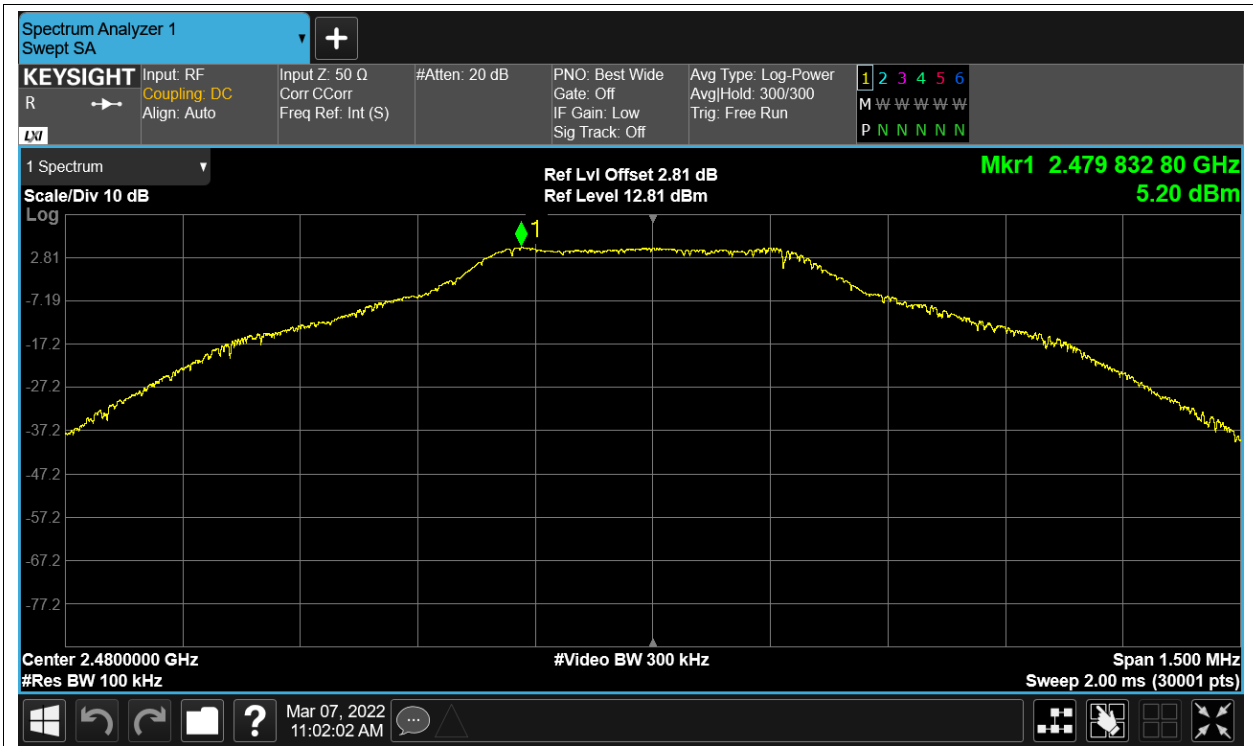 Spectrum Analyzer 1
Swept SA
KEYSIGHT
R
LXI
Input: RF
Coupling: DC
Align: Auto
Input Z: 50 Ω
Corr CCorr
Freq Ref: Int (S)
#Atten: 20 dB
PNO: Best Wide
Gate: Off
IF Gain: Low
Sig Track: Off
Avg Type: Log-Power
Avg|Hold: 300/300
Trig: Free Run
1 2 3 4 5 6
M W W W W W W
P N N N N N N
1 Spectrum
Scale/Div 10 dB
Ref Lvl Offset 2.81 dB
Ref Level 12.81 dBm
Mkr1 2.479 832 80 GHz
5.20 dBm
Log
1
2.81
-7.19
-17.2
-27.2
-37.2
-47.2
-57.2
-67.2
-77.2
Center 2.4800000 GHz
#Video BW 300 kHz
Span 1.500 MHz
#Res BW 100 kHz
Sweep 2.00 ms (30001 pts)
?
Mar 07, 2022
11:02:02 AM